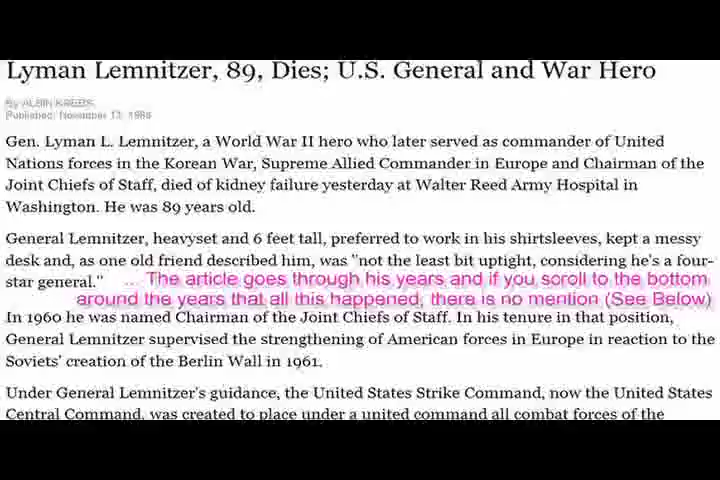 Lyman Lemnitzer, 89, Dies; U.S. General and War Hero
By ALBIN KREBS
Published: November 13, 1988
Gen. Lyman L. Lemnitzer, a World War II hero who later served as commander of United
Nations forces in the Korean War, Supreme Allied Commander in Europe and Chairman of the
Joint Chiefs of Staff, died of kidney failure yesterday at Walter Reed Army Hospital in
Washington. He was 89 years old.
General Lemnitzer, heavyset and 6 feet tall, preferred to work in his shirtsleeves, kept a messy
desk and, as one old friend described him, was "not the least bit uptight, considering he's a four-
star general." ... The article goes through his years and if you scroll to the bottom
around the years that all this happened, there is no mention (See Below)
In 1960 he was named Chairman of the Joint Chiefs of Staff. In his tenure in that position,
General Lemnitzer supervised the strengthening of American forces in Europe in reaction to the
Soviets' creation of the Berlin Wall in 1961.
Under General Lemnitzer's guidance, the United States Strike Command, now the United States
Central Command, was created to place under a united command all combat forces of the